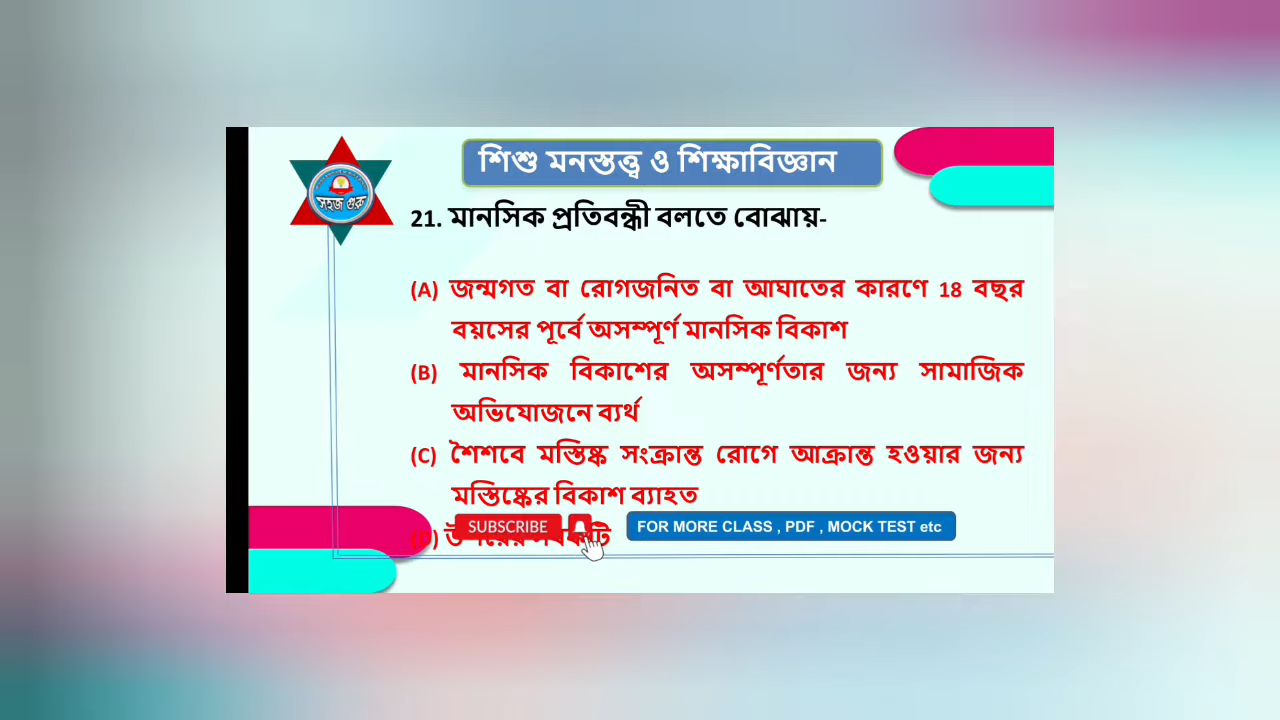 শিশু মনস্তত্ত্ব ও শিক্ষাবিজ্ঞান
সহজ গুরু
21. মানসিক প্রতিবন্ধী বলতে বোঝায়-
(A) জন্মগত বা রোগজনিত বা আঘাতের কারণে 18 বছর
বয়সের পূর্বে অসম্পূর্ণ মানসিক বিকাশ
(B) মানসিক বিকাশের অসম্পূর্ণতার জন্য সামাজিক
অভিযোজনে ব্যর্থ
(C) শৈশবে মস্তিষ্ক সংক্রান্ত রোগে আক্রান্ত হওয়ার জন্য
মস্তিষ্কের বিকাশ ব্যাহত
SUBSCRIBE
FOR MORE CLASS , PDF , MOCK TEST etc